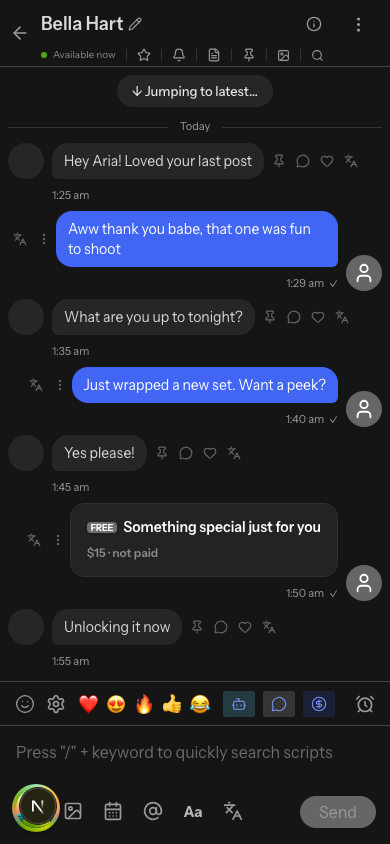 Bella Hart
Available now
Jumping to latest...
Today
Hey Aria! Loved your last post
1:25 am
Aww thank you babe, that one was fun
to shoot
1:29 am
What are you up to tonight?
1:35 am
Just wrapped a new set. Want a peek?
1:40 am
Yes please!
1:45 am
FREE Something special just for you
$15 · not paid
1:50 am
Unlocking it now
1:55 am
Press "/" + keyword to quickly search scripts
N
Aa
Send